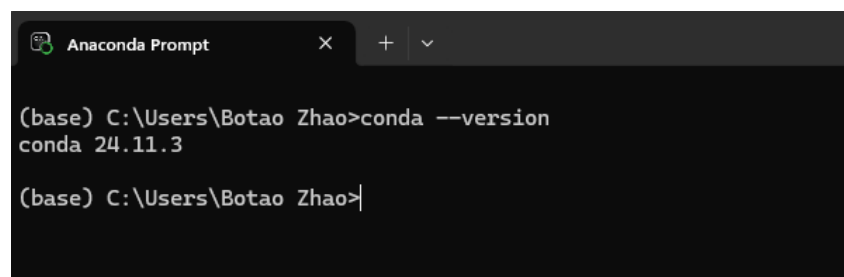 Anaconda Prompt
(base) C:\Users\Botao Zhao>conda --version
conda 24.11.3
(base) C:\Users\Botao Zhao>